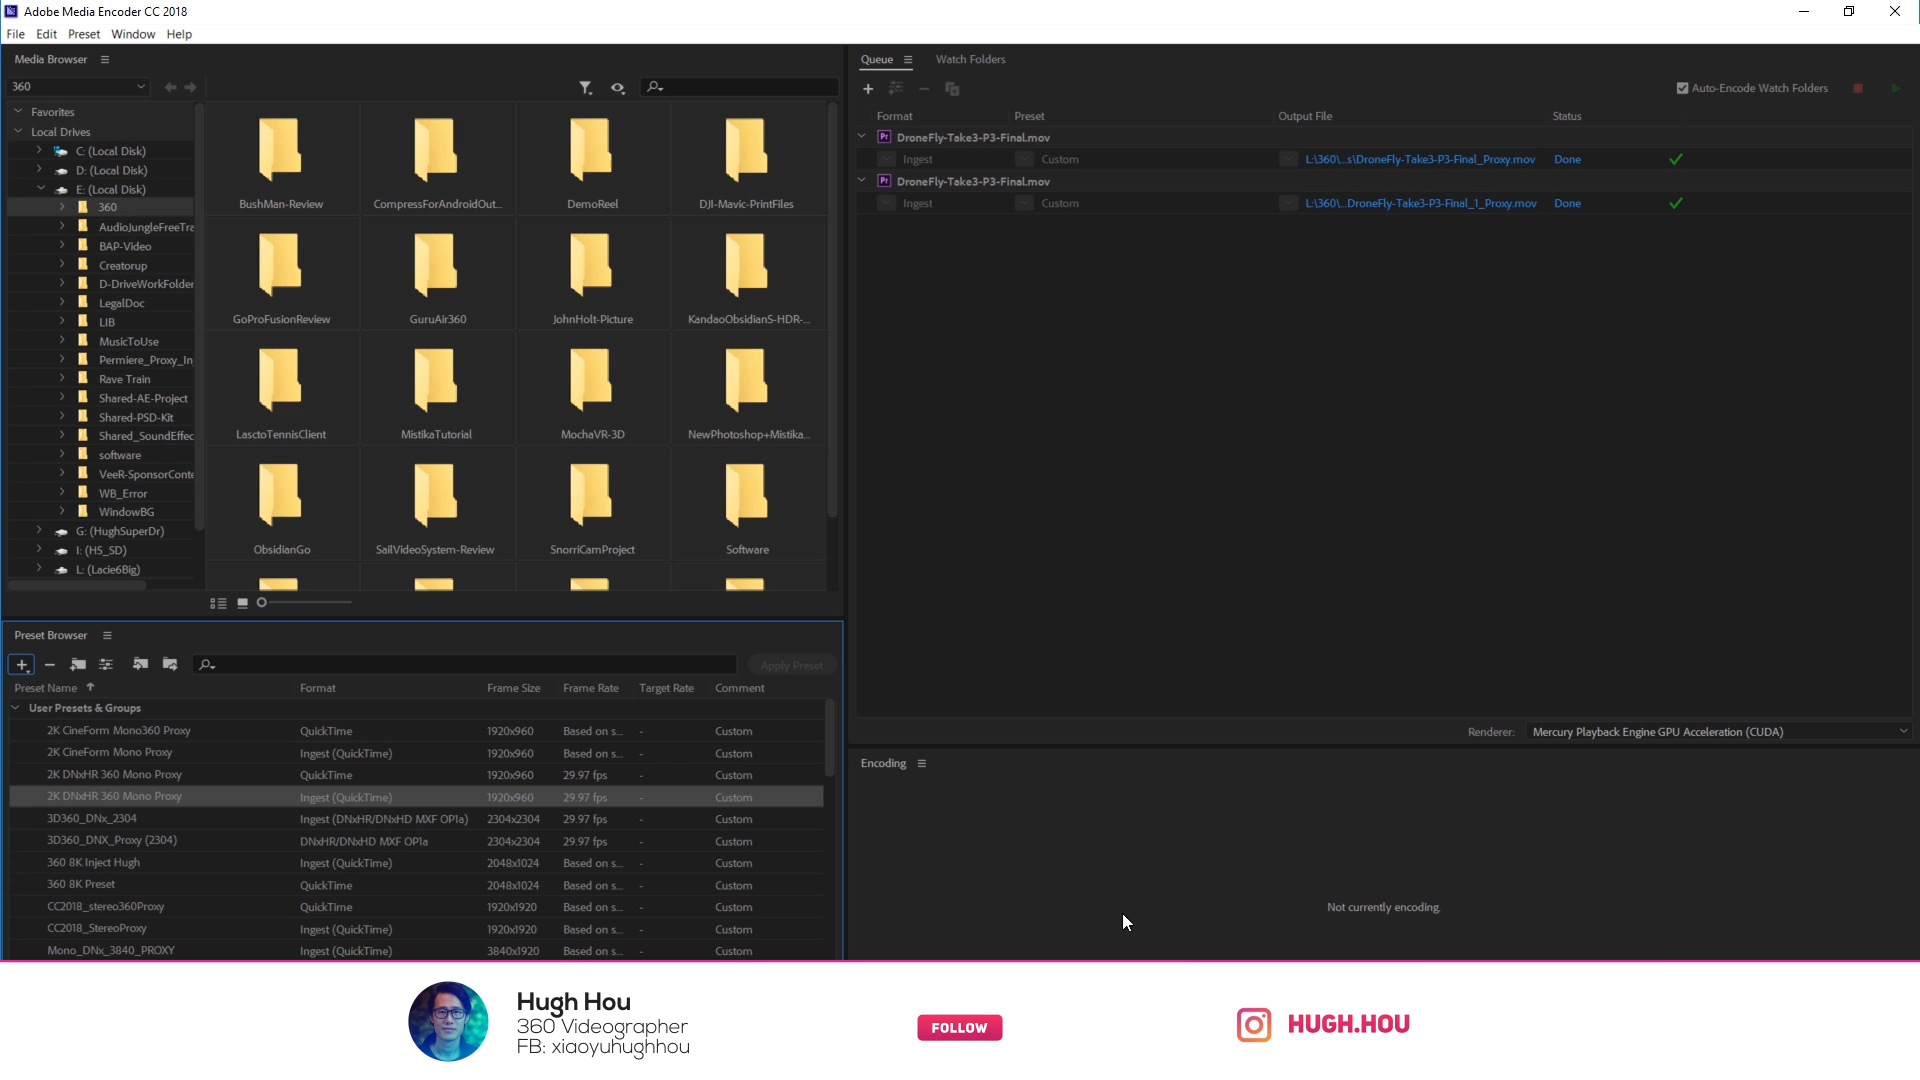 Adobe Media Encoder CC 2018
File Edit Preset Window Help
Media Browser
360
Favorites
Local Drives
C: (Local Disk)
D: (Local Disk)
E: (Local Disk)
360
AudioJungleFreeTra
BAP-Video
Creatorup
D-DriveWorkFolder
LegalDoc
LIB
MusicToUse
Permiere_Proxy_In
Rave Train
Shared-AE-Project
Shared-PSD-Kit
Shared_SoundEffec
software
VeeR-SponsorConte
WB_Error
WindowBG
G: (HughSuperDr)
I: (H5_SD)
L: (Lacie6Big)
BushMan-Review CompressForAndroidOut... DemoReel DJI-Mavic-PrintFiles
GoProFusionReview GuruAir360 JohnHolt-Picture KandaoObsidianS-HDR-...
LasctoTennisClient MistikaTutorial MochaVR-3D NewPhotoshop+Mistika...
ObsidianGo SailVideoSystem-Review SnorriCamProject Software
Preset Browser
Apply Preset
Preset Name Format Frame Size Frame Rate Target Rate Comment
User Presets & Groups
2K CineForm Mono360 Proxy QuickTime 1920x960 Based on s... - Custom
2K CineForm Mono Proxy Ingest (QuickTime) 1920x960 Based on s... - Custom
2K DNxHR 360 Mono Proxy QuickTime 1920x960 29.97 fps - Custom
2K DNxHR 360 Mono Proxy Ingest (QuickTime) 1920x960 29.97 fps - Custom
3D360_DNx_2304 Ingest (DNxHR/DNxHD MXF OP1a) 2304x2304 29.97 fps - Custom
3D360_DNX_Proxy (2304) DNxHR/DNxHD MXF OP1a 2304x2304 29.97 fps - Custom
360 8K Inject Hugh Ingest (QuickTime) 2048x1024 Based on s... - Custom
360 8K Preset QuickTime 2048x1024 Based on s... - Custom
CC2018_stereo360Proxy QuickTime 1920x1920 Based on s... - Custom
CC2018_StereoProxy Ingest (QuickTime) 1920x1920 Based on s... - Custom
Mono_DNx_3840_PROXY Ingest (QuickTime) 3840x1920 Based on s... - Custom
Queue Watch Folders
Auto-Encode Watch Folders
Format Preset Output File Status
Pr DroneFly-Take3-P3-Final.mov
Ingest Custom L:\360\...s\DroneFly-Take3-P3-Final_Proxy.mov Done
Pr DroneFly-Take3-P3-Final.mov
Ingest Custom L:\360\...DroneFly-Take3-P3-Final_1_Proxy.mov Done
Renderer: Mercury Playback Engine GPU Acceleration (CUDA)
Encoding
Not currently encoding.
Hugh Hou
360 Videographer
FB: xiaoyuhughhou
FOLLOW
HUGH.HOU